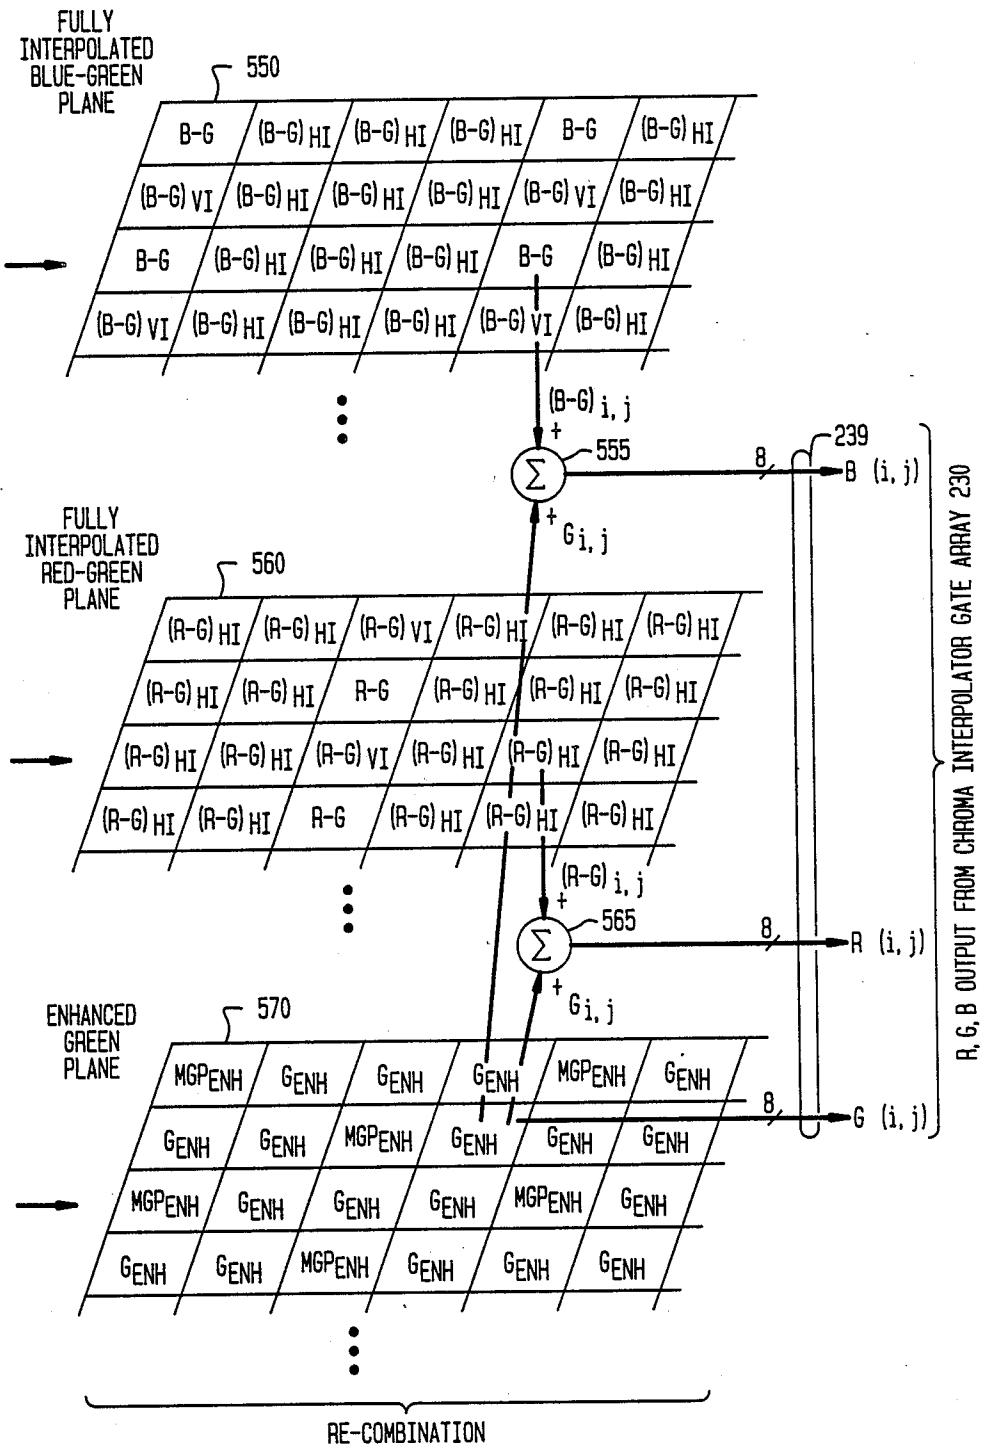 FULLY
INTERPOLATED
BLUE-GREEN
PLANE
550
B-G (B-G)HI (B-G)HI (B-G)HI B-G (B-G)HI
(B-G)VI (B-G)HI (B-G)HI (B-G)HI (B-G)VI (B-G)HI
B-G (B-G)HI (B-G)HI (B-G)HI B-G (B-G)HI
(B-G)VI (B-G)HI (B-G)HI (B-G)HI (B-G)VI (B-G)HI
(B-G)i,j
+
Σ
555
8
239
B (i,j)
+
Gi,j
FULLY
INTERPOLATED
RED-GREEN
PLANE
560
(R-G)HI (R-G)HI (R-G)VI (R-G)HI (R-G)HI (R-G)HI
(R-G)HI (R-G)HI R-G (R-G)HI (R-G)HI (R-G)HI
(R-G)HI (R-G)HI (R-G)VI (R-G)HI (R-G)HI (R-G)HI
(R-G)HI (R-G)HI R-G (R-G)HI (R-G)HI (R-G)HI
(R-G)i,j
+
Σ
565
8
R (i,j)
+
Gi,j
ENHANCED
GREEN
PLANE
570
MGPENH GENH GENH GENH MGPENH GENH
GENH GENH MGPENH GENH GENH GENH
8
G (i,j)
MGPENH GENH GENH GENH MGPENH GENH
GENH GENH MGPENH GENH GENH GENH
RE-COMBINATION
R, G, B OUTPUT FROM CHROMA INTERPOLATOR GATE ARRAY 230